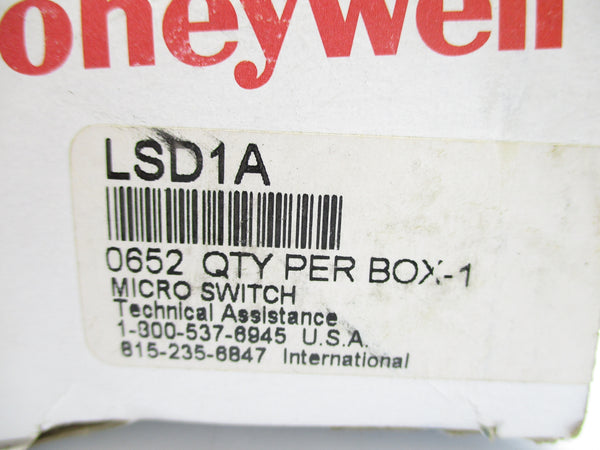 oneywell
LSD1A
0652 QTY PER BOX-1
MICRO SWITCH
Technical Assistance
1-800-537-6945 U.S.A.
815-235-6847 International